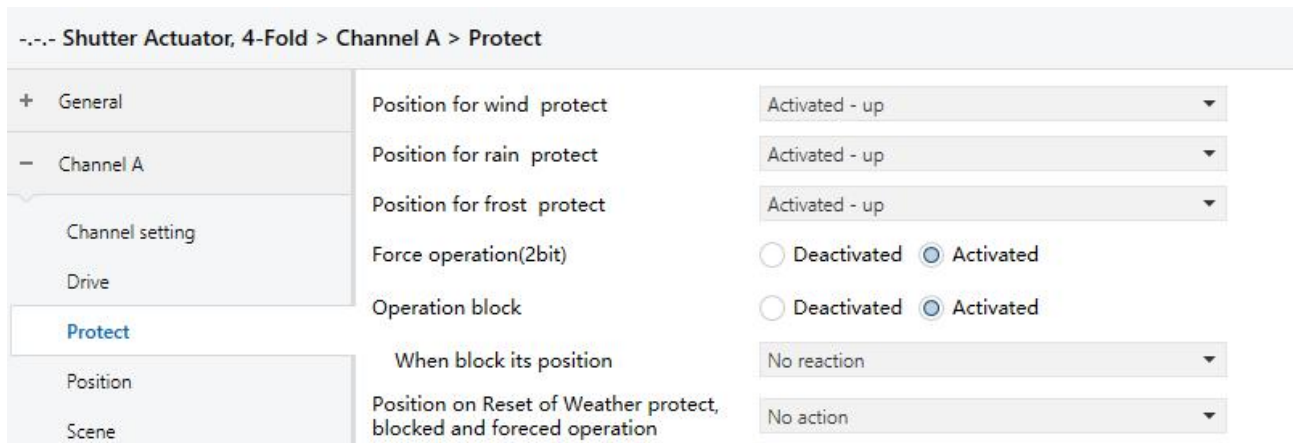 -.-.- Shutter Actuator, 4-Fold > Channel A > Protect
+ General
− Channel A
Channel setting
Drive
Protect
Position
Scene
Position for wind protect Activated - up
Position for rain protect Activated - up
Position for frost protect Activated - up
Force operation(2bit) Deactivated Activated
Operation block Deactivated Activated
When block its position No reaction
Position on Reset of Weather protect,
blocked and foreced operation No action